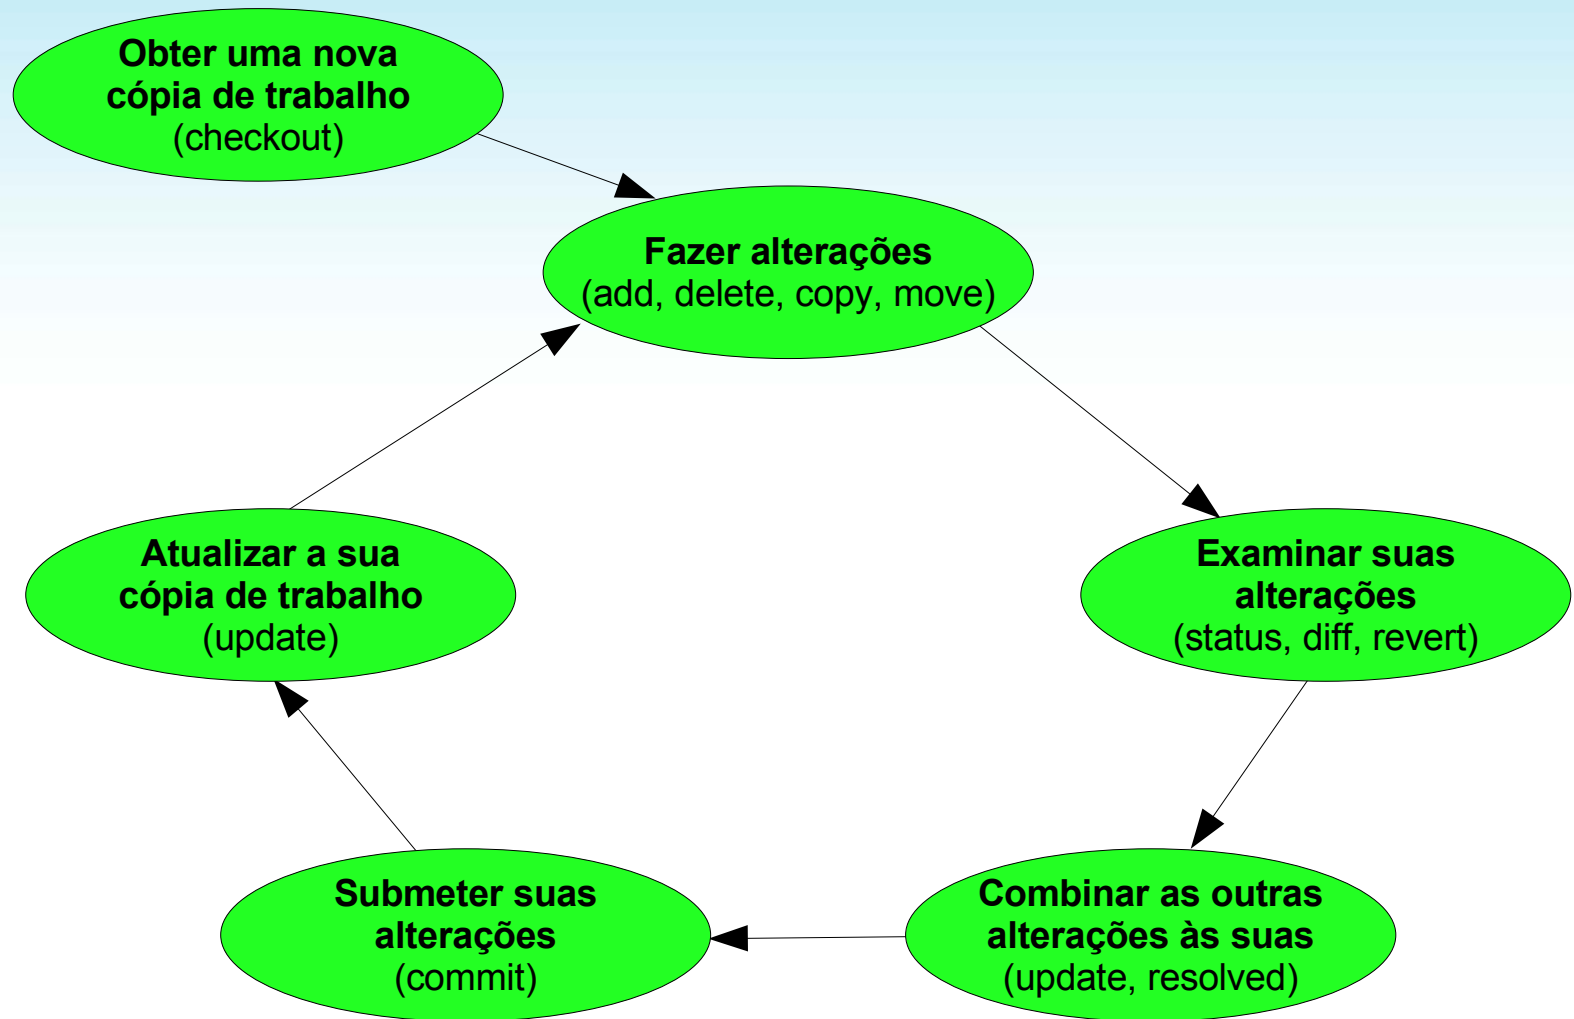 Obter uma nova
cópia de trabalho
(checkout)
Fazer alterações
(add, delete, copy, move)
Atualizar a sua
cópia de trabalho
(update)
Examinar suas
alterações
(status, diff, revert)
Submeter suas
alterações
(commit)
Combinar as outras
alterações às suas
(update, resolved)